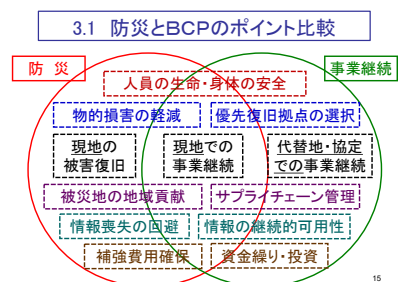 3.1 防災とBCPのポイント比較
防 災
事業継続
人員の生命・身体の安全
物的損害の軽減
優先復旧拠点の選択
現地の
被害復旧
現地での
事業継続
代替地・協定
での事業継続
被災地の地域貢献
サプライチェーン管理
情報喪失の回避
情報の継続的可用性
補強費用確保
資金繰り・投資
15